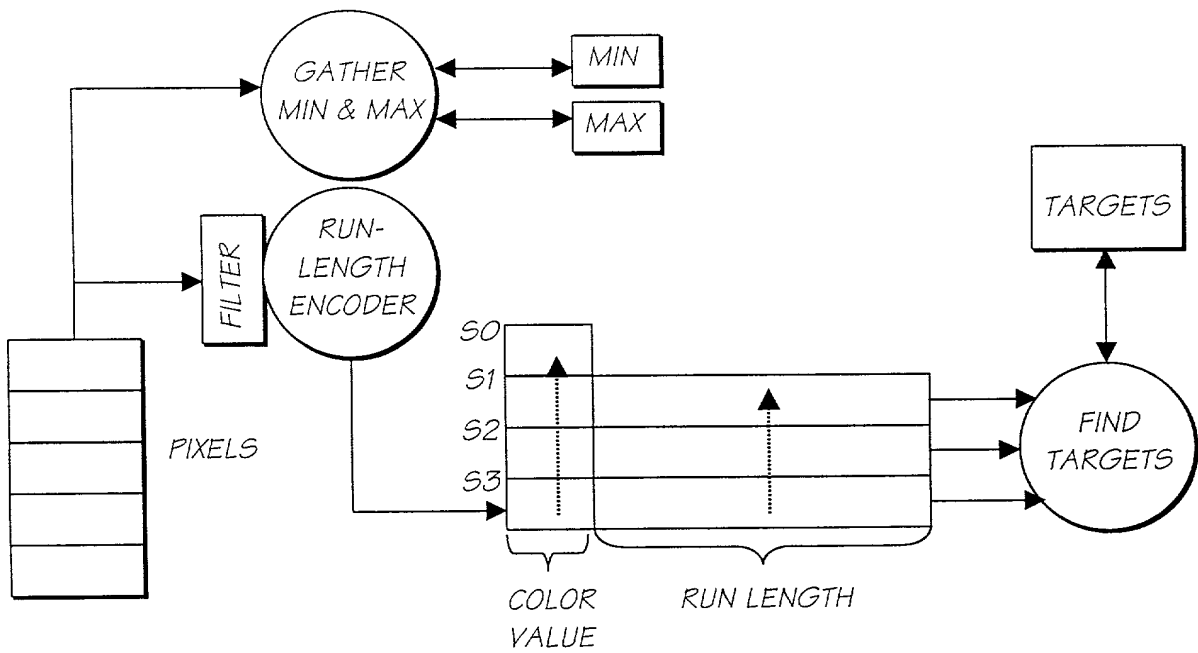 GATHER
MIN & MAX
MIN
MAX
TARGETS
FILTER
RUN-
LENGTH
ENCODER
S0
S1
S2
S3
PIXELS
FIND
TARGETS
COLOR
VALUE
RUN LENGTH